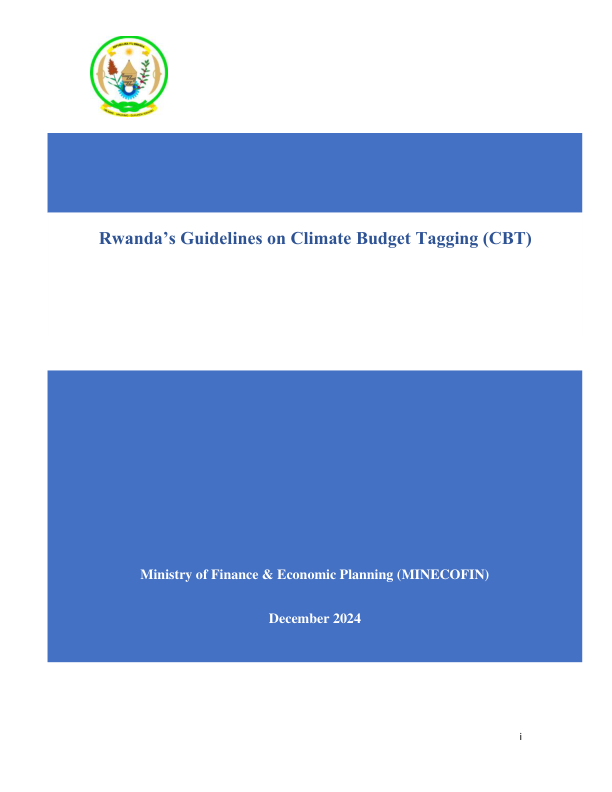 Rwanda’s Guidelines on Climate Budget Tagging (CBT)
Ministry of Finance & Economic Planning (MINECOFIN)
December 2024
i